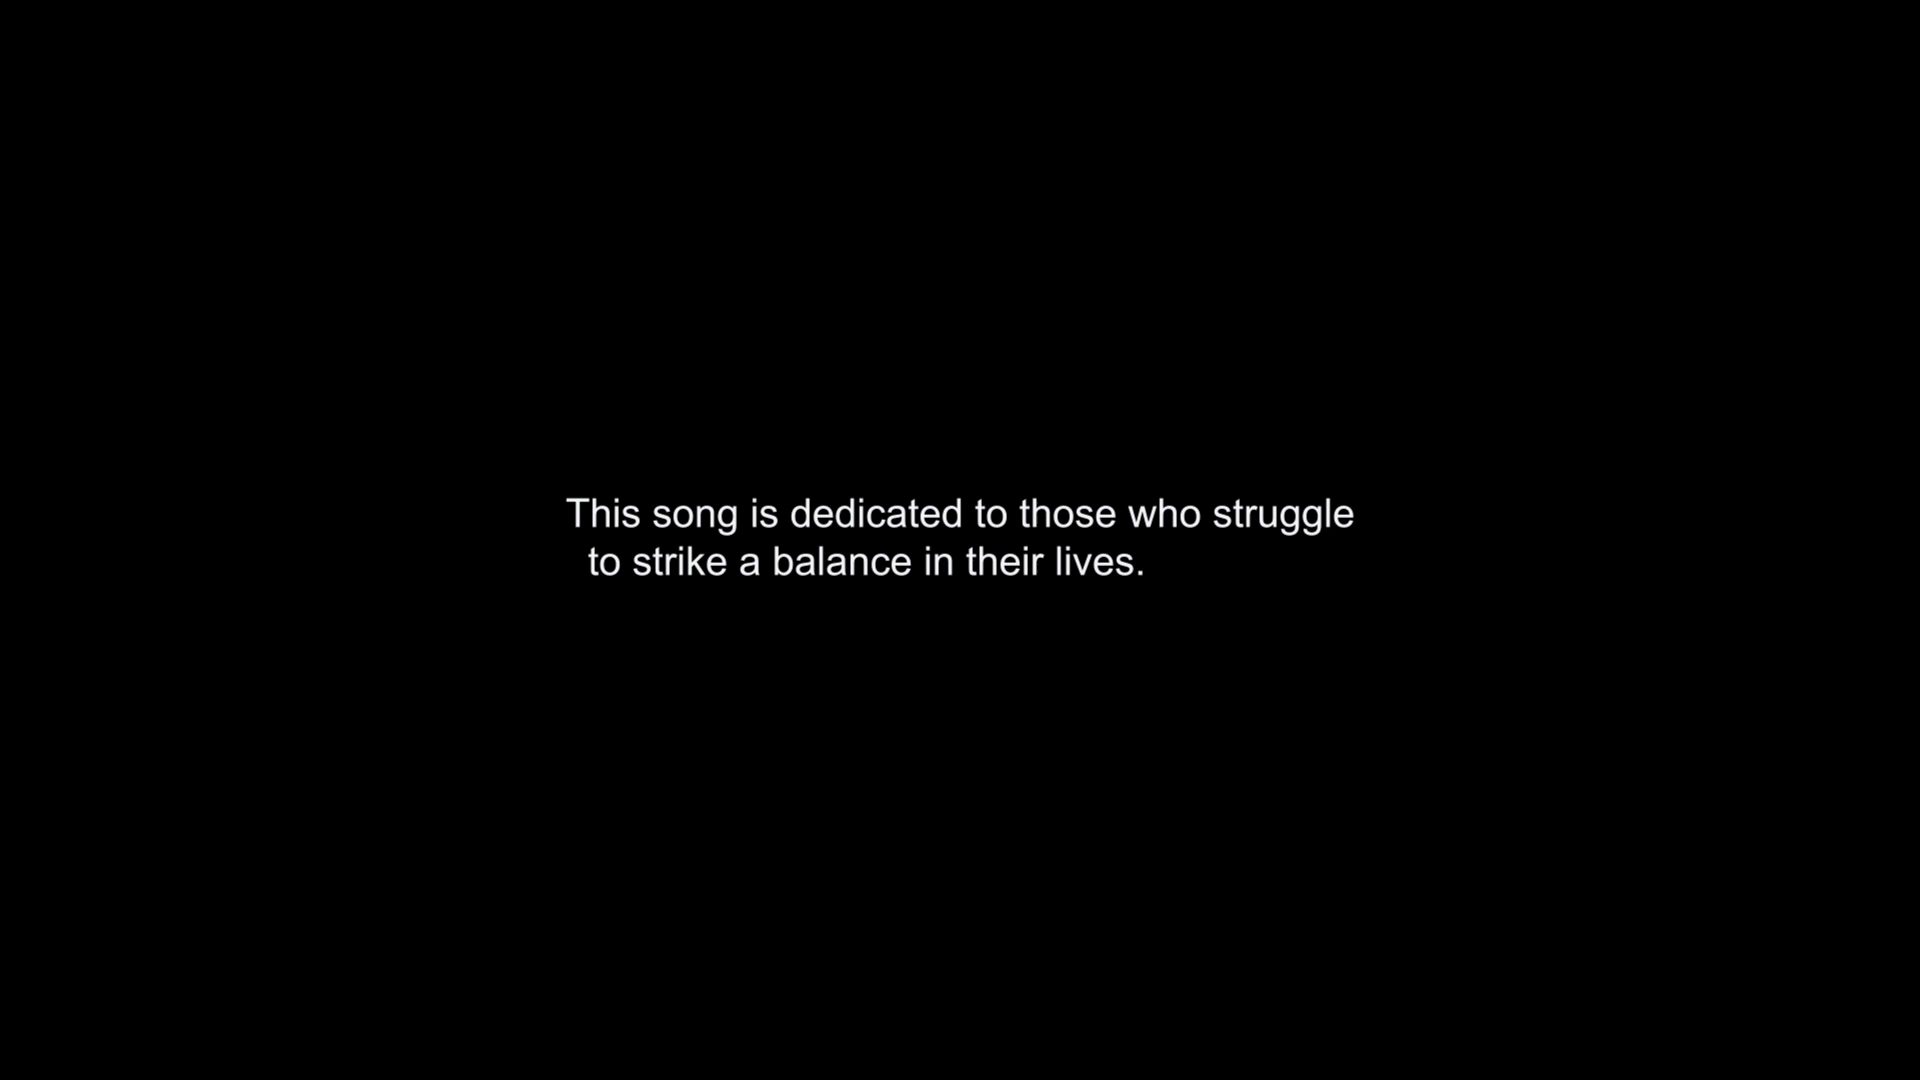 This song is dedicated to those who struggle
to strike a balance in their lives.